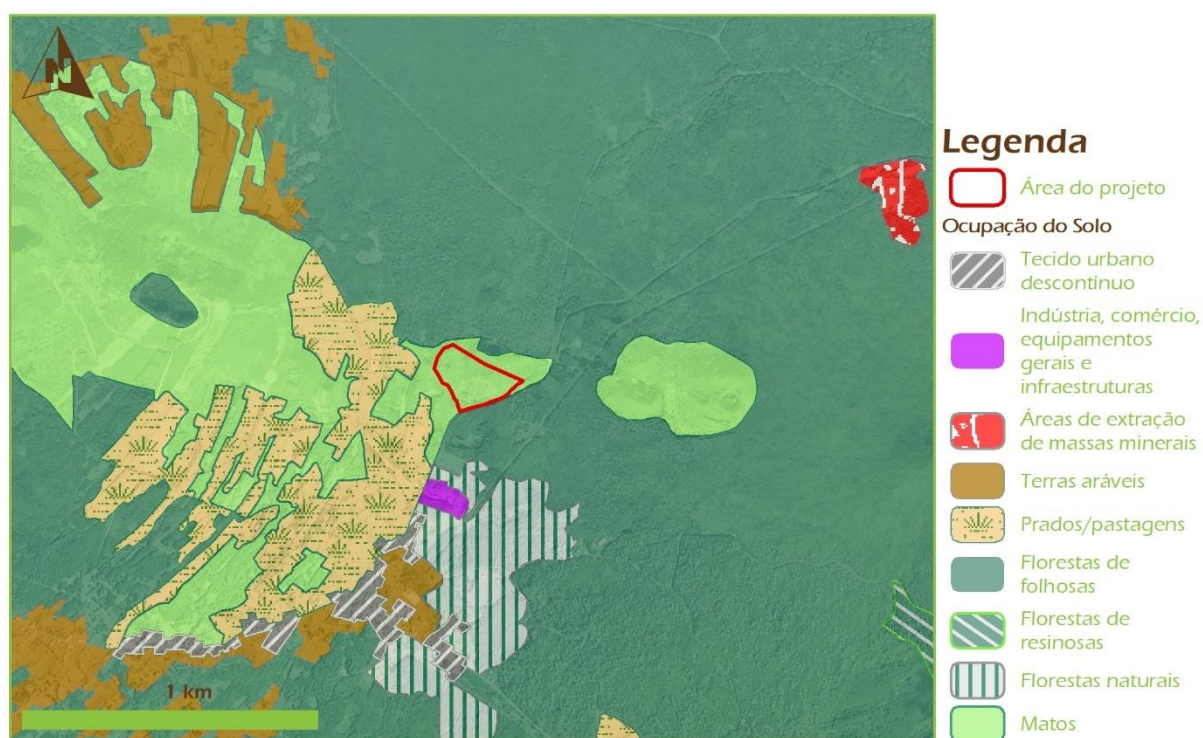 N
Legenda
Área do projeto
Ocupação do Solo
Tecido urbano
descontínuo
Indústria, comércio,
equipamentos
gerais e
infraestruturas
Áreas de extração
de massas minerais
Terras aráveis
Prados/pastagens
Florestas de
folhosas
Florestas de
resinosas
Florestas naturais
Matos
1 km